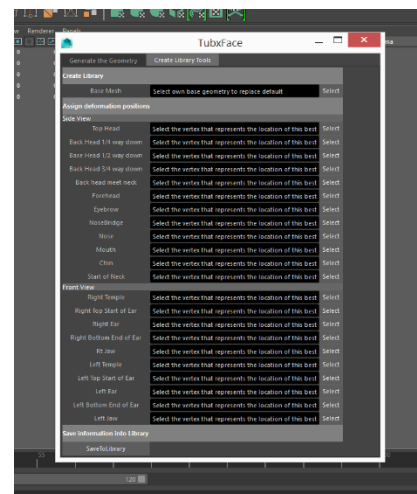 w Renderer Panels
TubxFace
Generate the Geometry Create Library Tools
Create Library
Base Mesh Select own base geometry to replace default Select
Assign deformation positions
Side View
Top Head Select the vertex that represents the location of this best Select
Back Head 1/4 way down Select the vertex that represents the location of this best Select
Base Head 1/2 way down Select the vertex that represents the location of this best Select
Back Head 3/4 way down Select the vertex that represents the location of this best Select
Back head meet neck Select the vertex that represents the location of this best Select
Forehead Select the vertex that represents the location of this best Select
Eyebrow Select the vertex that represents the location of this best Select
NoseBridge Select the vertex that represents the location of this best Select
Nose Select the vertex that represents the location of this best Select
Mouth Select the vertex that represents the location of this best Select
Chin Select the vertex that represents the location of this best Select
Start of Neck Select the vertex that represents the location of this best Select
Front View
Right Temple Select the vertex that represents the location of this best Select
Right Top Start of Ear Select the vertex that represents the location of this best Select
Right Ear Select the vertex that represents the location of this best Select
Right Bottom End of Ear Select the vertex that represents the location of this best Select
Rt Jaw Select the vertex that represents the location of this best Select
Left Temple Select the vertex that represents the location of this best Select
Left Top Start of Ear Select the vertex that represents the location of this best Select
Left Ear Select the vertex that represents the location of this best Select
Left Bottom End of Ear Select the vertex that represents the location of this best Select
Left Jaw Select the vertex that represents the location of this best Select
Save Information into Library
SaveToLibrary
55
120